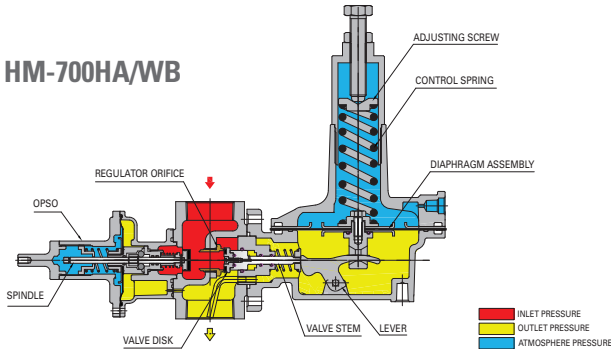 HM-700HA/WB
ADJUSTING SCREW
CONTROL SPRING
DIAPHRAGM ASSEMBLY
REGULATOR ORIFICE
OPSO
SPINDLE
VALVE DISK
VALVE STEM
LEVER
INLET PRESSURE
OUTLET PRESSURE
ATMOSPHERE PRESSURE